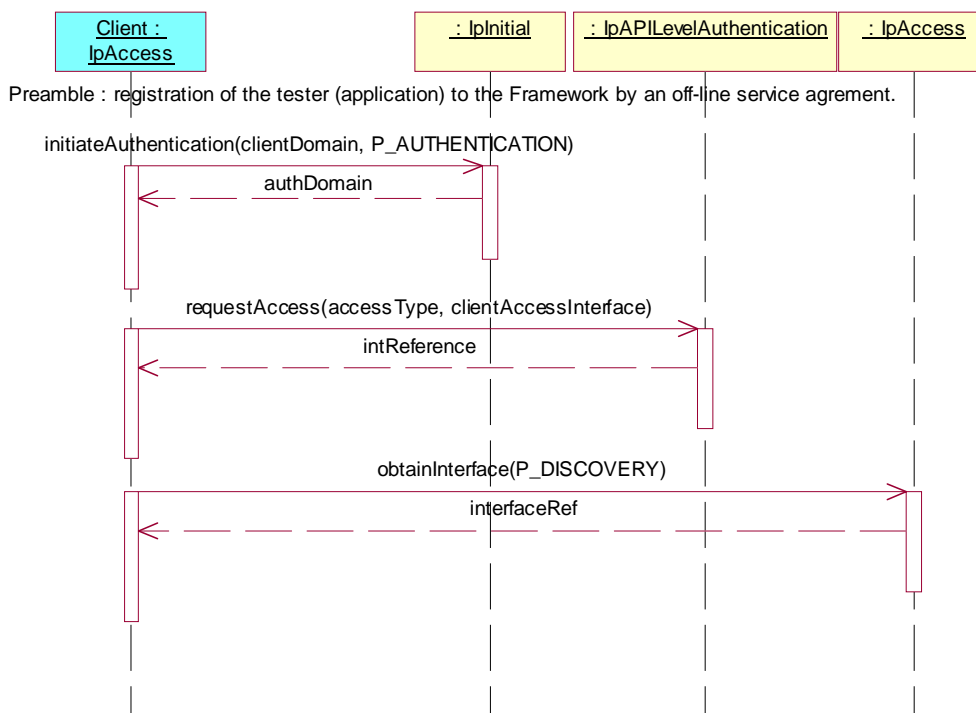 Client :
IpAccess
: IpInitial
: IpAPILevelAuthentication
: IpAccess
Preamble : registration of the tester (application) to the Framework by an off-line service agrement.
initiateAuthentication(clientDomain, P_AUTHENTICATION)
authDomain
requestAccess(accessType, clientAccessInterface)
intReference
obtainInterface(P_DISCOVERY)
interfaceRef